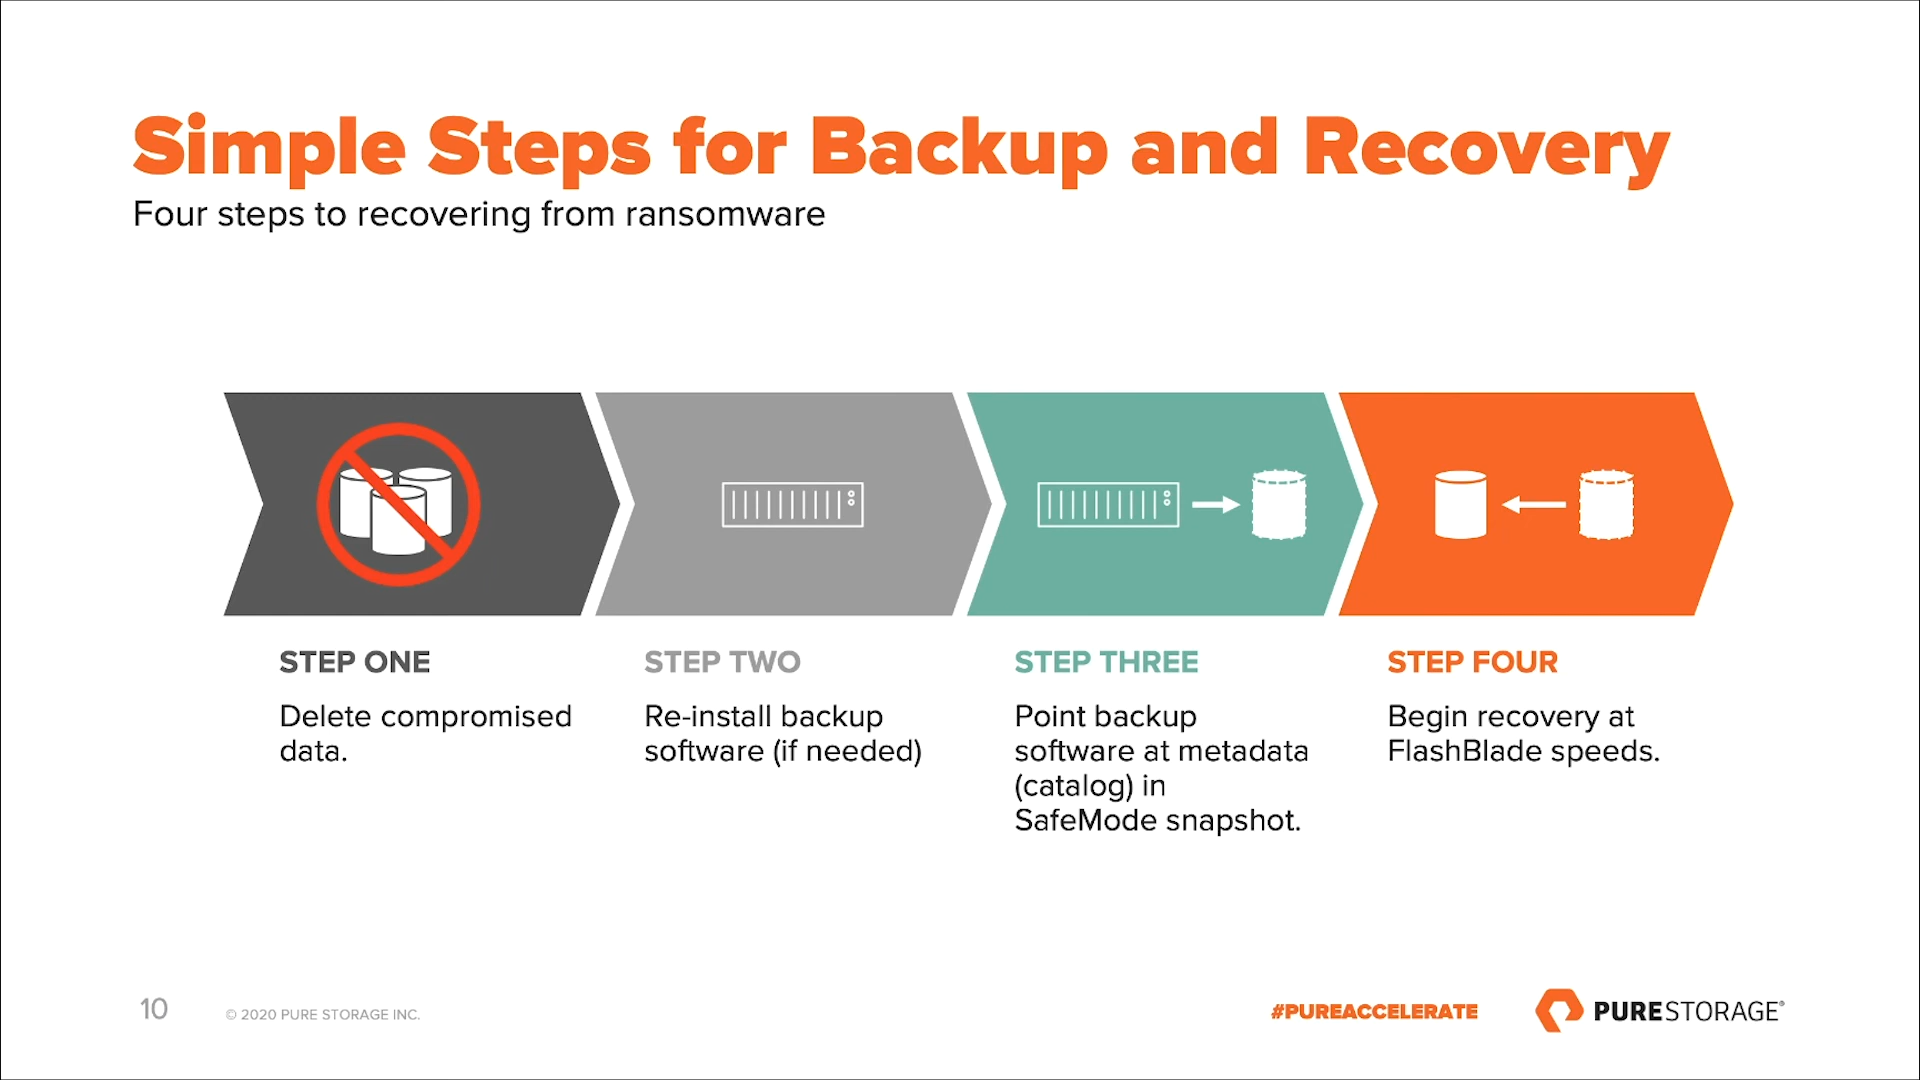 Simple Steps for Backup and Recovery
Four steps to recovering from ransomware
STEP ONE
Delete compromised
data.
STEP TWO
Re-install backup
software (if needed)
STEP THREE
Point backup
software at metadata
(catalog) in
SafeMode snapshot.
STEP FOUR
Begin recovery at
FlashBlade speeds.
10
© 2020 PURE STORAGE INC.
#PUREACCELERATE
PURESTORAGE®